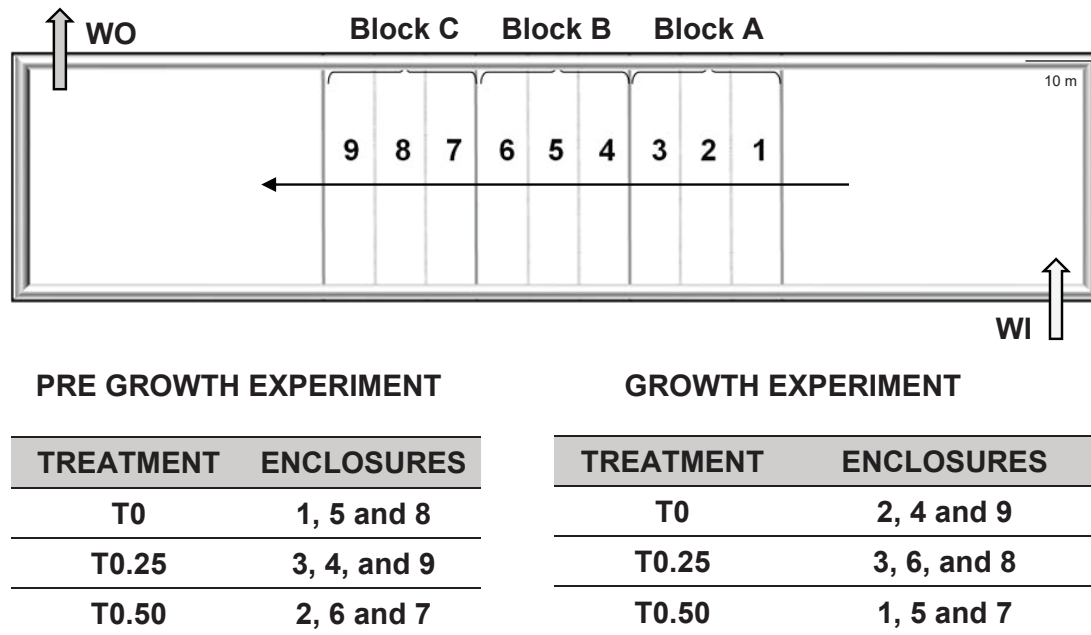 WO
Block C Block B Block A
10 m
9 8 7 6 5 4 3 2 1
WI
PRE GROWTH EXPERIMENT
TREATMENT ENCLOSURES
T0 1, 5 and 8
T0.25 3, 4, and 9
T0.50 2, 6 and 7
GROWTH EXPERIMENT
TREATMENT ENCLOSURES
T0 2, 4 and 9
T0.25 3, 6, and 8
T0.50 1, 5 and 7